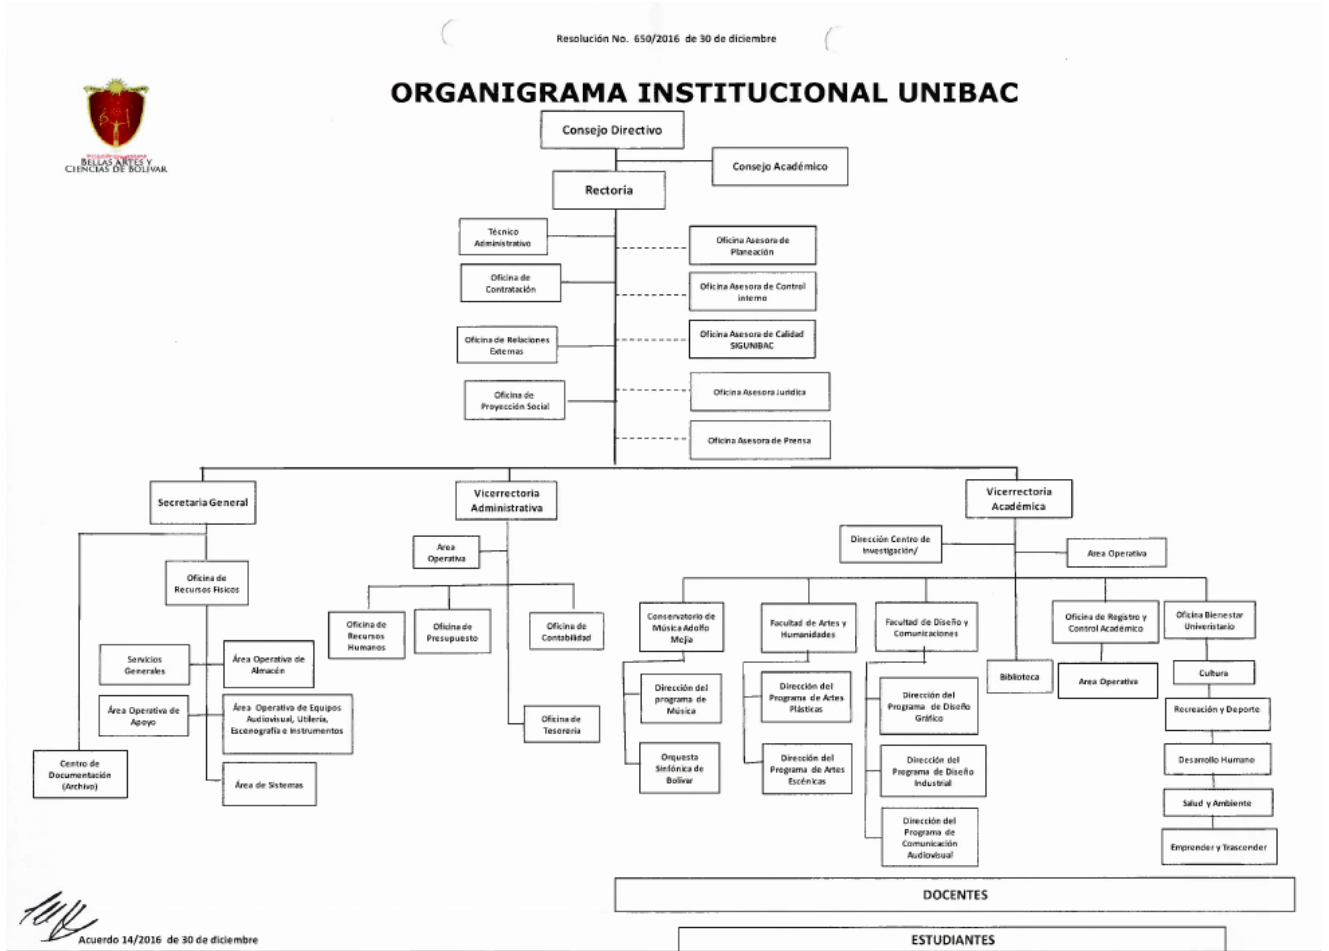 Resolución No. 650/2016 de 30 de diciembre
ORGANIGRAMA INSTITUCIONAL UNIBAC
BELLAS ARTES Y
CIENCIAS DE BOLIVAR
Consejo Directivo
Consejo Académico
Rectoria
Técnico
Administrativo
Oficina Asesora de
Planeación
Oficina de
Contratación
Oficina Asesora de Control
interno
Oficina de Relaciones
Externas
Oficina Asesora de Calidad
SIGUNIBAC
Oficina de
Proyección Social
Oficina Asesora Juridica
Oficina Asesora de Prensa
Secretaria General
Vicerrectoria
Administrativa
Vicerrectoria
Académica
Area
Operativa
Dirección Centro de
Investigación/
Area Operativa
Oficina de
Recursos Fisicos
Oficina de
Recursos
Humanos
Oficina de
Presupuesto
Oficina de
Contabilidad
Conservatorio de
Música Adolfo
Mejia
Facultad de Artes y
Humanidades
Facultad de Diseño y
Comunicaciones
Oficina de Registro y
Control Académico
Oficina Bienestar
Univeristario
Servicios
Generales
Área Operativa de
Almacén
Biblioteca
Area Operativa
Cultura
Dirección del
programa de
Música
Dirección del
Programa de Artes
Plásticas
Dirección del
Programa de Diseño
Gráfico
Recreación y Deporte
Área Operativa de
Apoyo
Área Operativa de Equipos
Audiovisual, Utilería,
Escenografía e Instrumentos
Oficina de
Tesoreria
Centro de
Documentación
(Archivo)
Área de Sistemas
Orquesta
Sinfónica de
Bolívar
Dirección del
Programa de Artes
Escénicas
Dirección del
Programa de Diseño
Industrial
Desarrollo Humano
Salud y Ambiente
Dirección del
Programa de
Comunicación
Audiovisual
Emprender y Trascender
DOCENTES
Acuerdo 14/2016 de 30 de diciembre
ESTUDIANTES